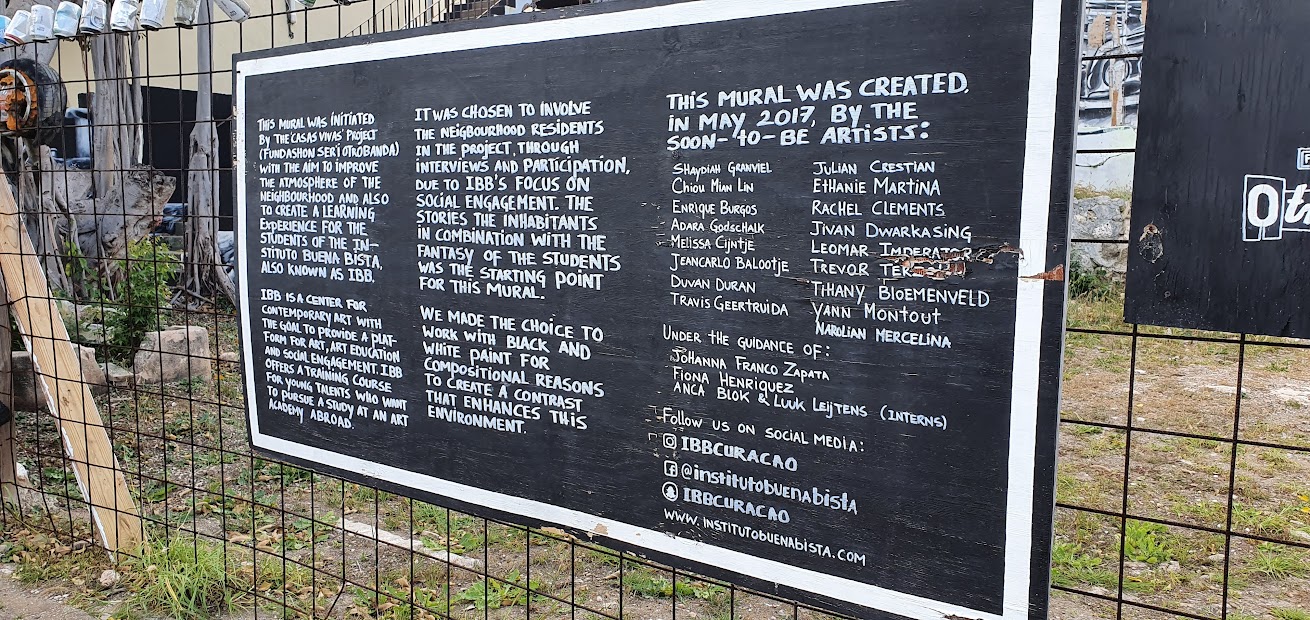 THIS MURAL WAS INITIATED
BY THE 'CASAS VIVAS' PROJECT
(FUNDASHON SER'I OTROBANDA)
WITH THE AIM TO IMPROVE
THE ATMOSPHERE OF THE
NEIGHBOURHOOD AND ALSO
TO CREATE A LEARNING
EXPERIENCE FOR THE
STUDENTS OF THE IN-
STITUTO BUENA BISTA,
ALSO KNOWN AS IBB.
IBB IS A CENTER FOR
CONTEMPORARY ART WITH
THE GOAL TO PROVIDE A PLAT-
FORM FOR ART, ART EDUCATION
AND SOCIAL ENGAGEMENT. IBB
OFFERS A TRAINING COURSE
FOR YOUNG TALENTS WHO WANT
TO PURSUE A STUDY AT AN ART
ACADEMY ABROAD.
IT WAS CHOSEN TO INVOLVE
THE NEIGBOURHOOD RESIDENTS
IN THE PROJECT, THROUGH
INTERVIEWS AND PARTICIPATION,
DUE TO IBB'S FOCUS ON
SOCIAL ENGAGEMENT. THE
STORIES THE INHABITANTS
IN COMBINATION WITH THE
FANTASY OF THE STUDENTS
WAS THE STARTING POINT
FOR THIS MURAL.
WE MADE THE CHOICE TO
WORK WITH BLACK AND
WHITE PAINT FOR
COMPOSITIONAL REASONS
TO CREATE A CONTRAST
THAT ENHANCES THIS
ENVIRONMENT.
THIS MURAL WAS CREATED,
IN MAY 2017, BY THE
SOON-40-BE ARTISTS:
SHAYDIAH GRANVIEL
CHIOU MIAN LIN
ENRIQUE BURGOS
ADARA GODSCHALK
MELISSA CIJNTJE
JEANCARLO BALOOTJE
DUVAN DURAN
TRAVIS GEERTRUIDA
JULIAN CRESTIAN
ETHANIE MARTINA
RACHEL CLEMENTS
JIVAN DWARKASING
LEOMAR IMPERATOR
TREVOR
TIHANY BLOEMENVELD
YANN MONTOUT
NAROLIAN MERCELINA
UNDER THE GUIDANCE OF:
JOHANNA FRANCO ZAPATA
FIONA HENRIQUEZ
ANCA BLOK & LUUK LEIJTENS (INTERNS)
FOLLOW US ON SOCIAL MEDIA:
IBBCURACAO
@institutobuenabista
IBBCURACAO
WWW.INSTITUTOBUENABISTA.COM